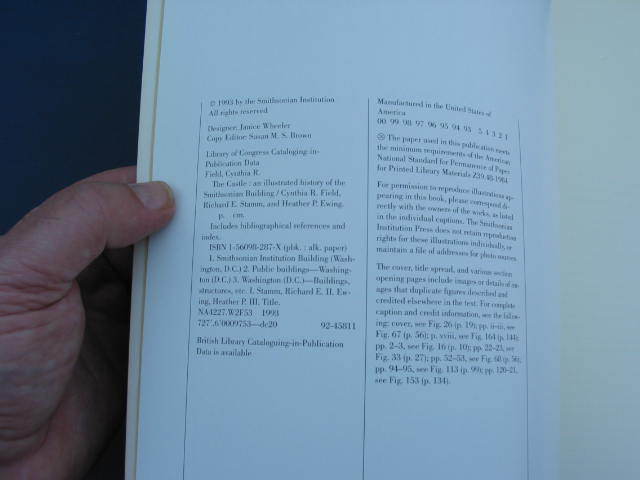 © 1993 by the Smithsonian Institution
All rights reserved
Designer: Janice Wheeler
Copy Editor: Susan M. S. Brown
Library of Congress Cataloging-in-
Publication Data
Field, Cynthia R.
The Castle : an illustrated history of the
Smithsonian Building / Cynthia R. Field,
Richard E. Stamm, and Heather P. Ewing.
p. cm.
Includes bibliographical references and
index.
ISBN 1-56098-287-X (pbk. : alk. paper)
1. Smithsonian Institution Building (Wash-
ington, D.C.) 2. Public buildings—Washing-
ton (D.C.) 3. Washington (D.C.)—Buildings,
structures, etc. I. Stamm, Richard E. II. Ew-
ing, Heather P. III. Title.
NA4227.W2F53 1993
727'.6'0009753—dc20 92-45811
British Library Cataloguing-in-Publication
Data is available
Manufactured in the United States of
America
00 99 98 97 96 95 94 93 5 4 3 2 1
∞ The paper used in this publication meets
the minimum requirements of the American
National Standard for Permanence of Paper
for Printed Library Materials Z39.48-1984
For permission to reproduce illustrations ap-
pearing in this book, please correspond di-
rectly with the owners of the works, as listed
in the individual captions. The Smithsonian
Institution Press does not retain reproduction
rights for these illustrations individually, or
maintain a file of addresses for photo sources.
The cover, title spread, and various section
opening pages include images or details of im-
ages that duplicate figures described and
credited elsewhere in the text. For complete
caption and credit information, see the follow-
ing: cover, see Fig. 26 (p. 19); pp. ii–iii, see
Fig. 67 (p. 56); p. viii, see Fig. 164 (p. 144);
pp. 2–3, see Fig. 16 (p. 10); pp. 22–23, see
Fig. 33 (p. 27); pp. 52–53, see Fig. 68 (p. 56);
pp. 94–95, see Fig. 113 (p. 99); pp. 120–21,
see Fig. 153 (p. 134).